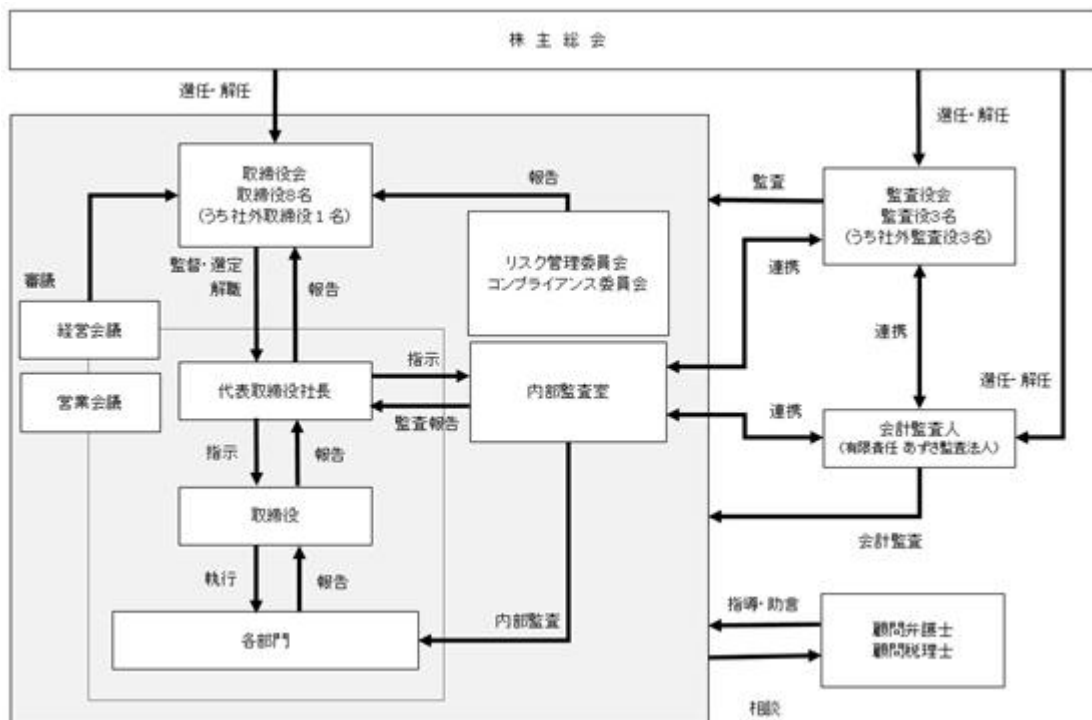 株主総会
選任・解任
選任・解任
取締役会
取締役8名
(うち社外取締役1名)
報告
監査
監査役会
監査役3名
(うち社外監査役3名)
監督・選定
解職
報告
リスク管理委員会
コンプライアンス委員会
連携
審議
経営会議
連携
指示
代表取締役社長
内部監査室
選任・解任
営業会議
監査報告
連携
会計監査人
(有限責任 あずさ監査法人)
指示
報告
取締役
会計監査
執行
報告
指導・助言
内部監査
各部門
顧問弁護士
顧問税理士
相談